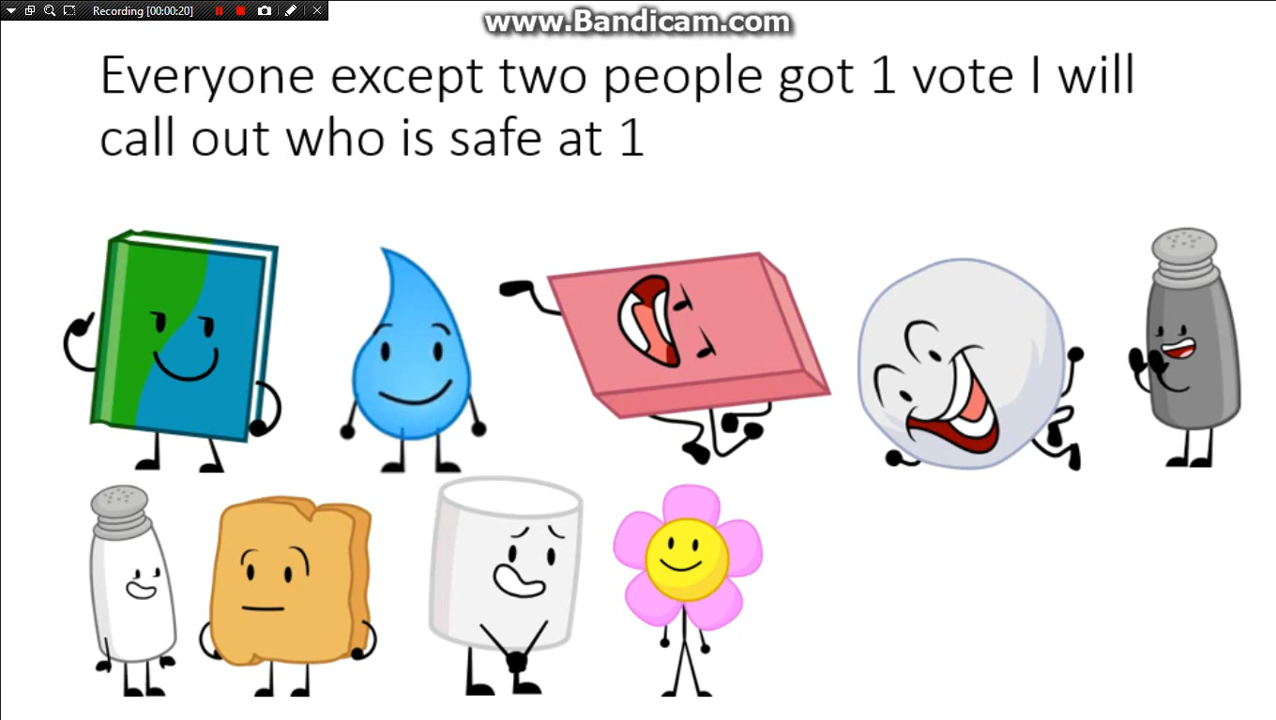 Recording [00:00:20]
www.Bandicam.com
Everyone except two people got 1 vote I will
call out who is safe at 1